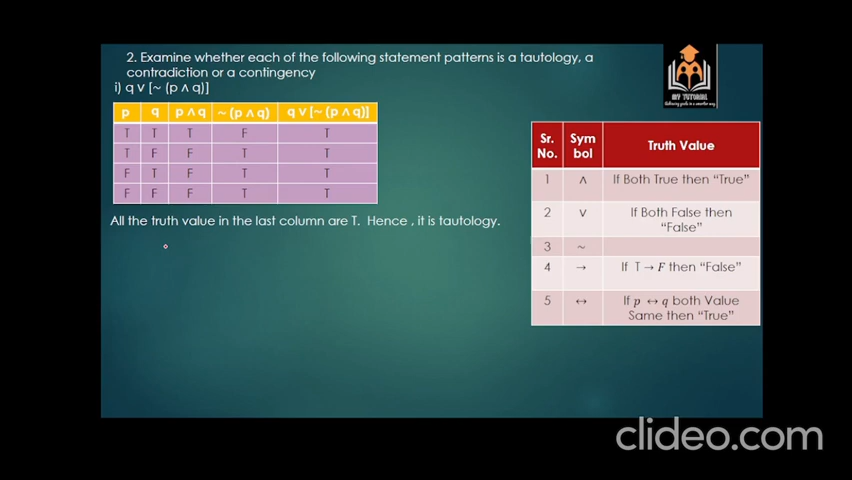 2. Examine whether each of the following statement patterns is a tautology, a
contradiction or a contingency
i) q ∨ [~ (p ∧ q)]
p q p ∧ q ~ (p ∧ q) q ∨ [~ (p ∧ q)]
T T T F T
T F F T T
F T F T T
F F F T T
All the truth value in the last column are T. Hence , it is tautology.
MY TUTORIAL
Sr. No. Sym bol Truth Value
1 ∧ If Both True then “True”
2 ∨ If Both False then
“False”
3 ~
4 → If T → F then “False”
5 ↔ If p ↔ q both Value
Same then “True”
clideo.com